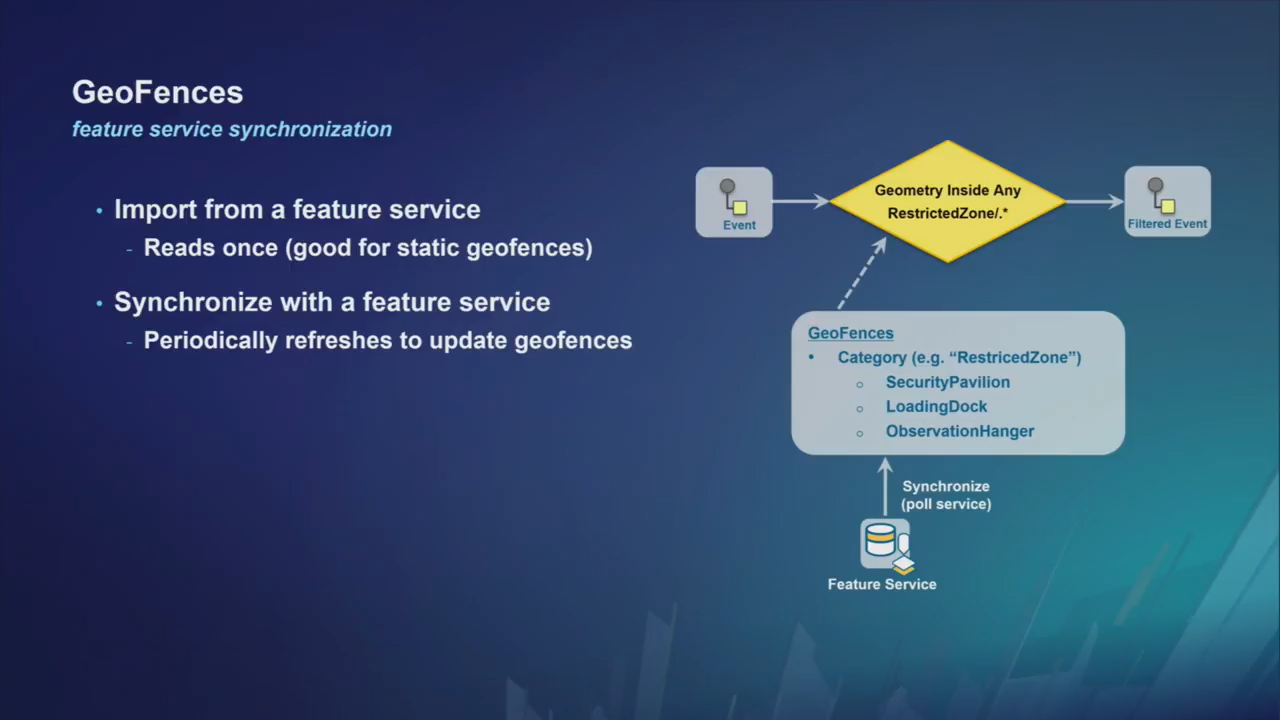 GeoFences
feature service synchronization
• Import from a feature service
- Reads once (good for static geofences)
• Synchronize with a feature service
- Periodically refreshes to update geofences
Event
Geometry Inside Any
RestrictedZone/.*
Filtered Event
GeoFences
• Category (e.g. “RestricedZone”)
○ SecurityPavilion
○ LoadingDock
○ ObservationHanger
Synchronize
(poll service)
Feature Service